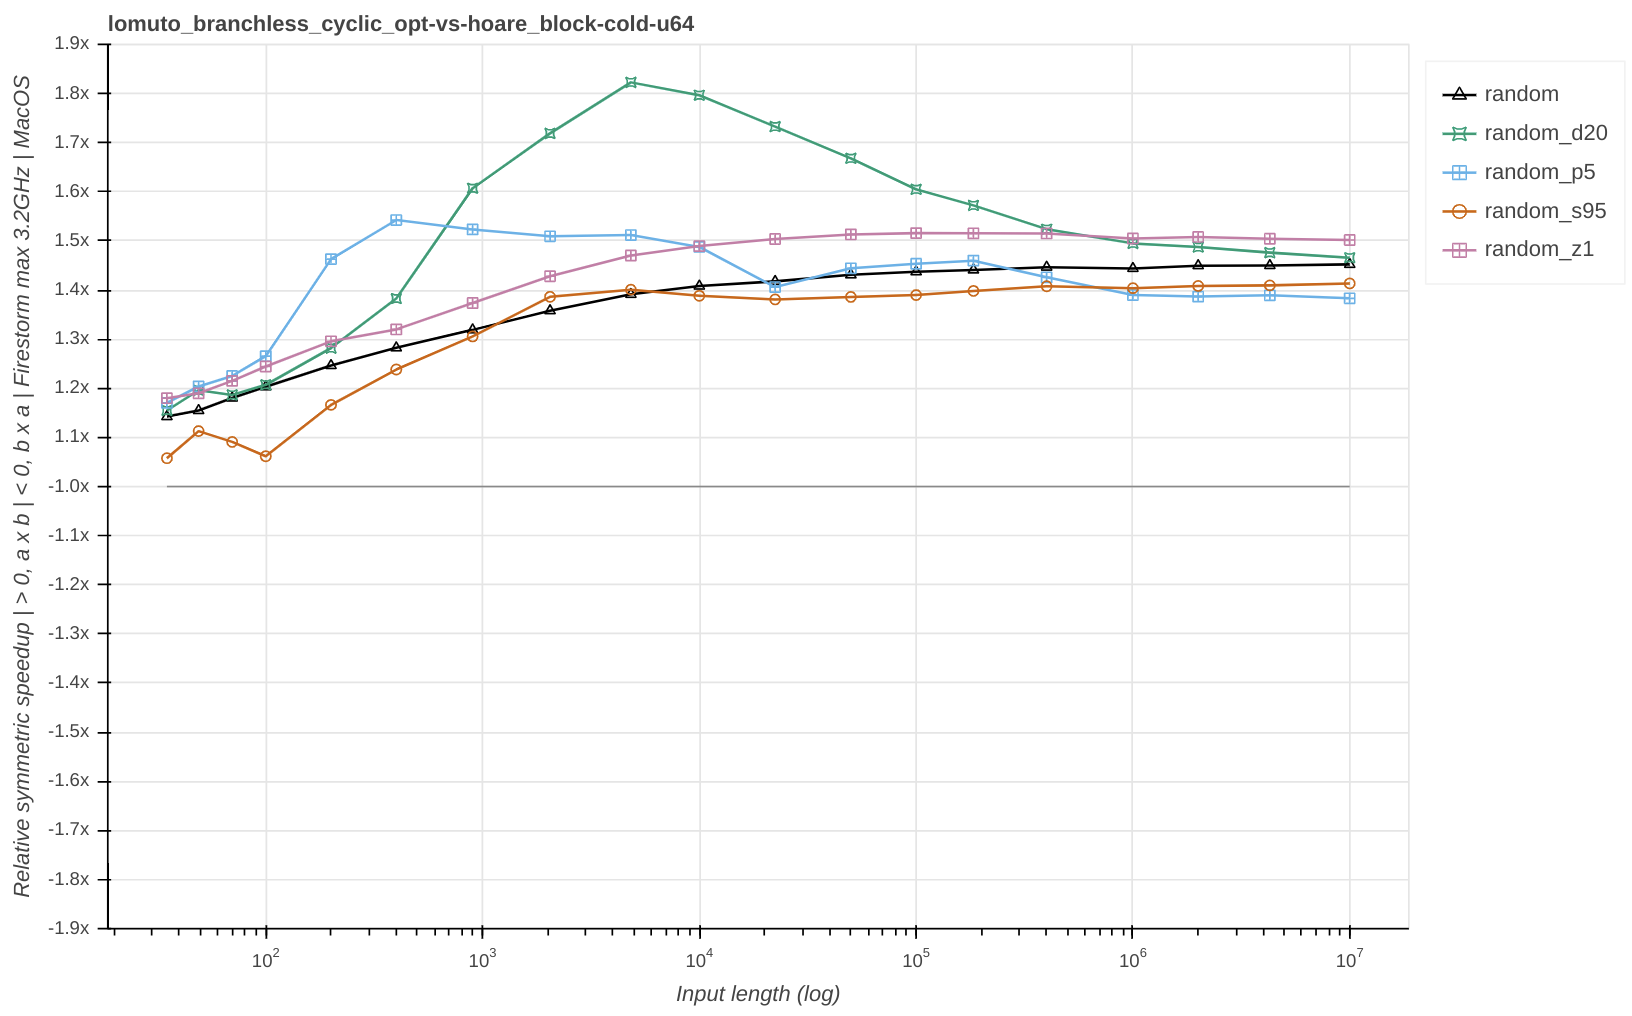 lomuto_branchless_cyclic_opt-vs-hoare_block-cold-u64
Relative symmetric speedup | > 0, a x b | < 0, b x a | Firestorm max 3.2GHz | MacOS
1.9x
1.8x
1.7x
1.6x
1.5x
1.4x
1.3x
1.2x
1.1x
-1.0x
-1.1x
-1.2x
-1.3x
-1.4x
-1.5x
-1.6x
-1.7x
-1.8x
-1.9x
10² 10³ 10⁴ 10⁵ 10⁶ 10⁷
Input length (log)
random
random_d20
random_p5
random_s95
random_z1